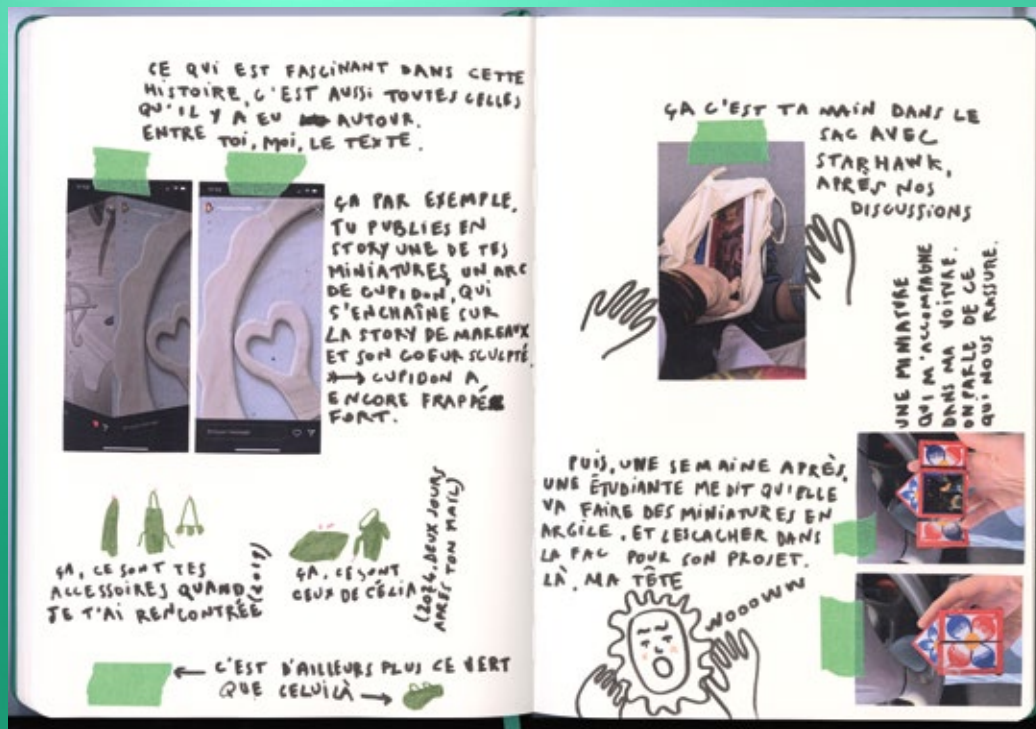 CE QUI EST FASCINANT DANS CETTE
HISTOIRE, C'EST AUSSI TOUTES CELLES
QU'IL Y A EU AUTOUR.
ENTRE TOI, MOI, LE TEXTE.
ÇA PAR EXEMPLE,
TU PUBLIES EN
STORY UNE DE TES
MINIATURES, UN ARC
DE CUPIDON, QUI
S'ENCHAÎNE SUR
LA STORY DE MAREAUX
ET SON COEUR SCULPTÉ.
→ CUPIDON A
ENCORE FRAPPÉ
FORT.
ÇA, CE SONT TES
ACCESSOIRES QUAND
JE T'AI RENCONTRÉE
(2019)
ÇA, CE SONT
CEUX DE CÉLIA
(2024, DEUX JOURS
APRÈS TON MAIL)
← C'EST D'AILLEURS PLUS CE VERT
QUE CELUI LÀ →
ÇA C'EST TA MAIN DANS LE
SAC AVEC
STARHAWK,
APRÈS NOS
DISCUSSIONS
UNE MINIATURE
QUI M'ACCOMPAGNE
DANS MA VOITURE.
ON PARLE DE CE
QUI NOUS RASSURE.
PUIS, UNE SEMAINE APRÈS,
UNE ÉTUDIANTE ME DIT QU'ELLE
VA FAIRE DES MINIATURES EN
ARGILE. ET LES CACHER DANS
LA FAC POUR SON PROJET.
LÀ, MA TÊTE
WOOOWW